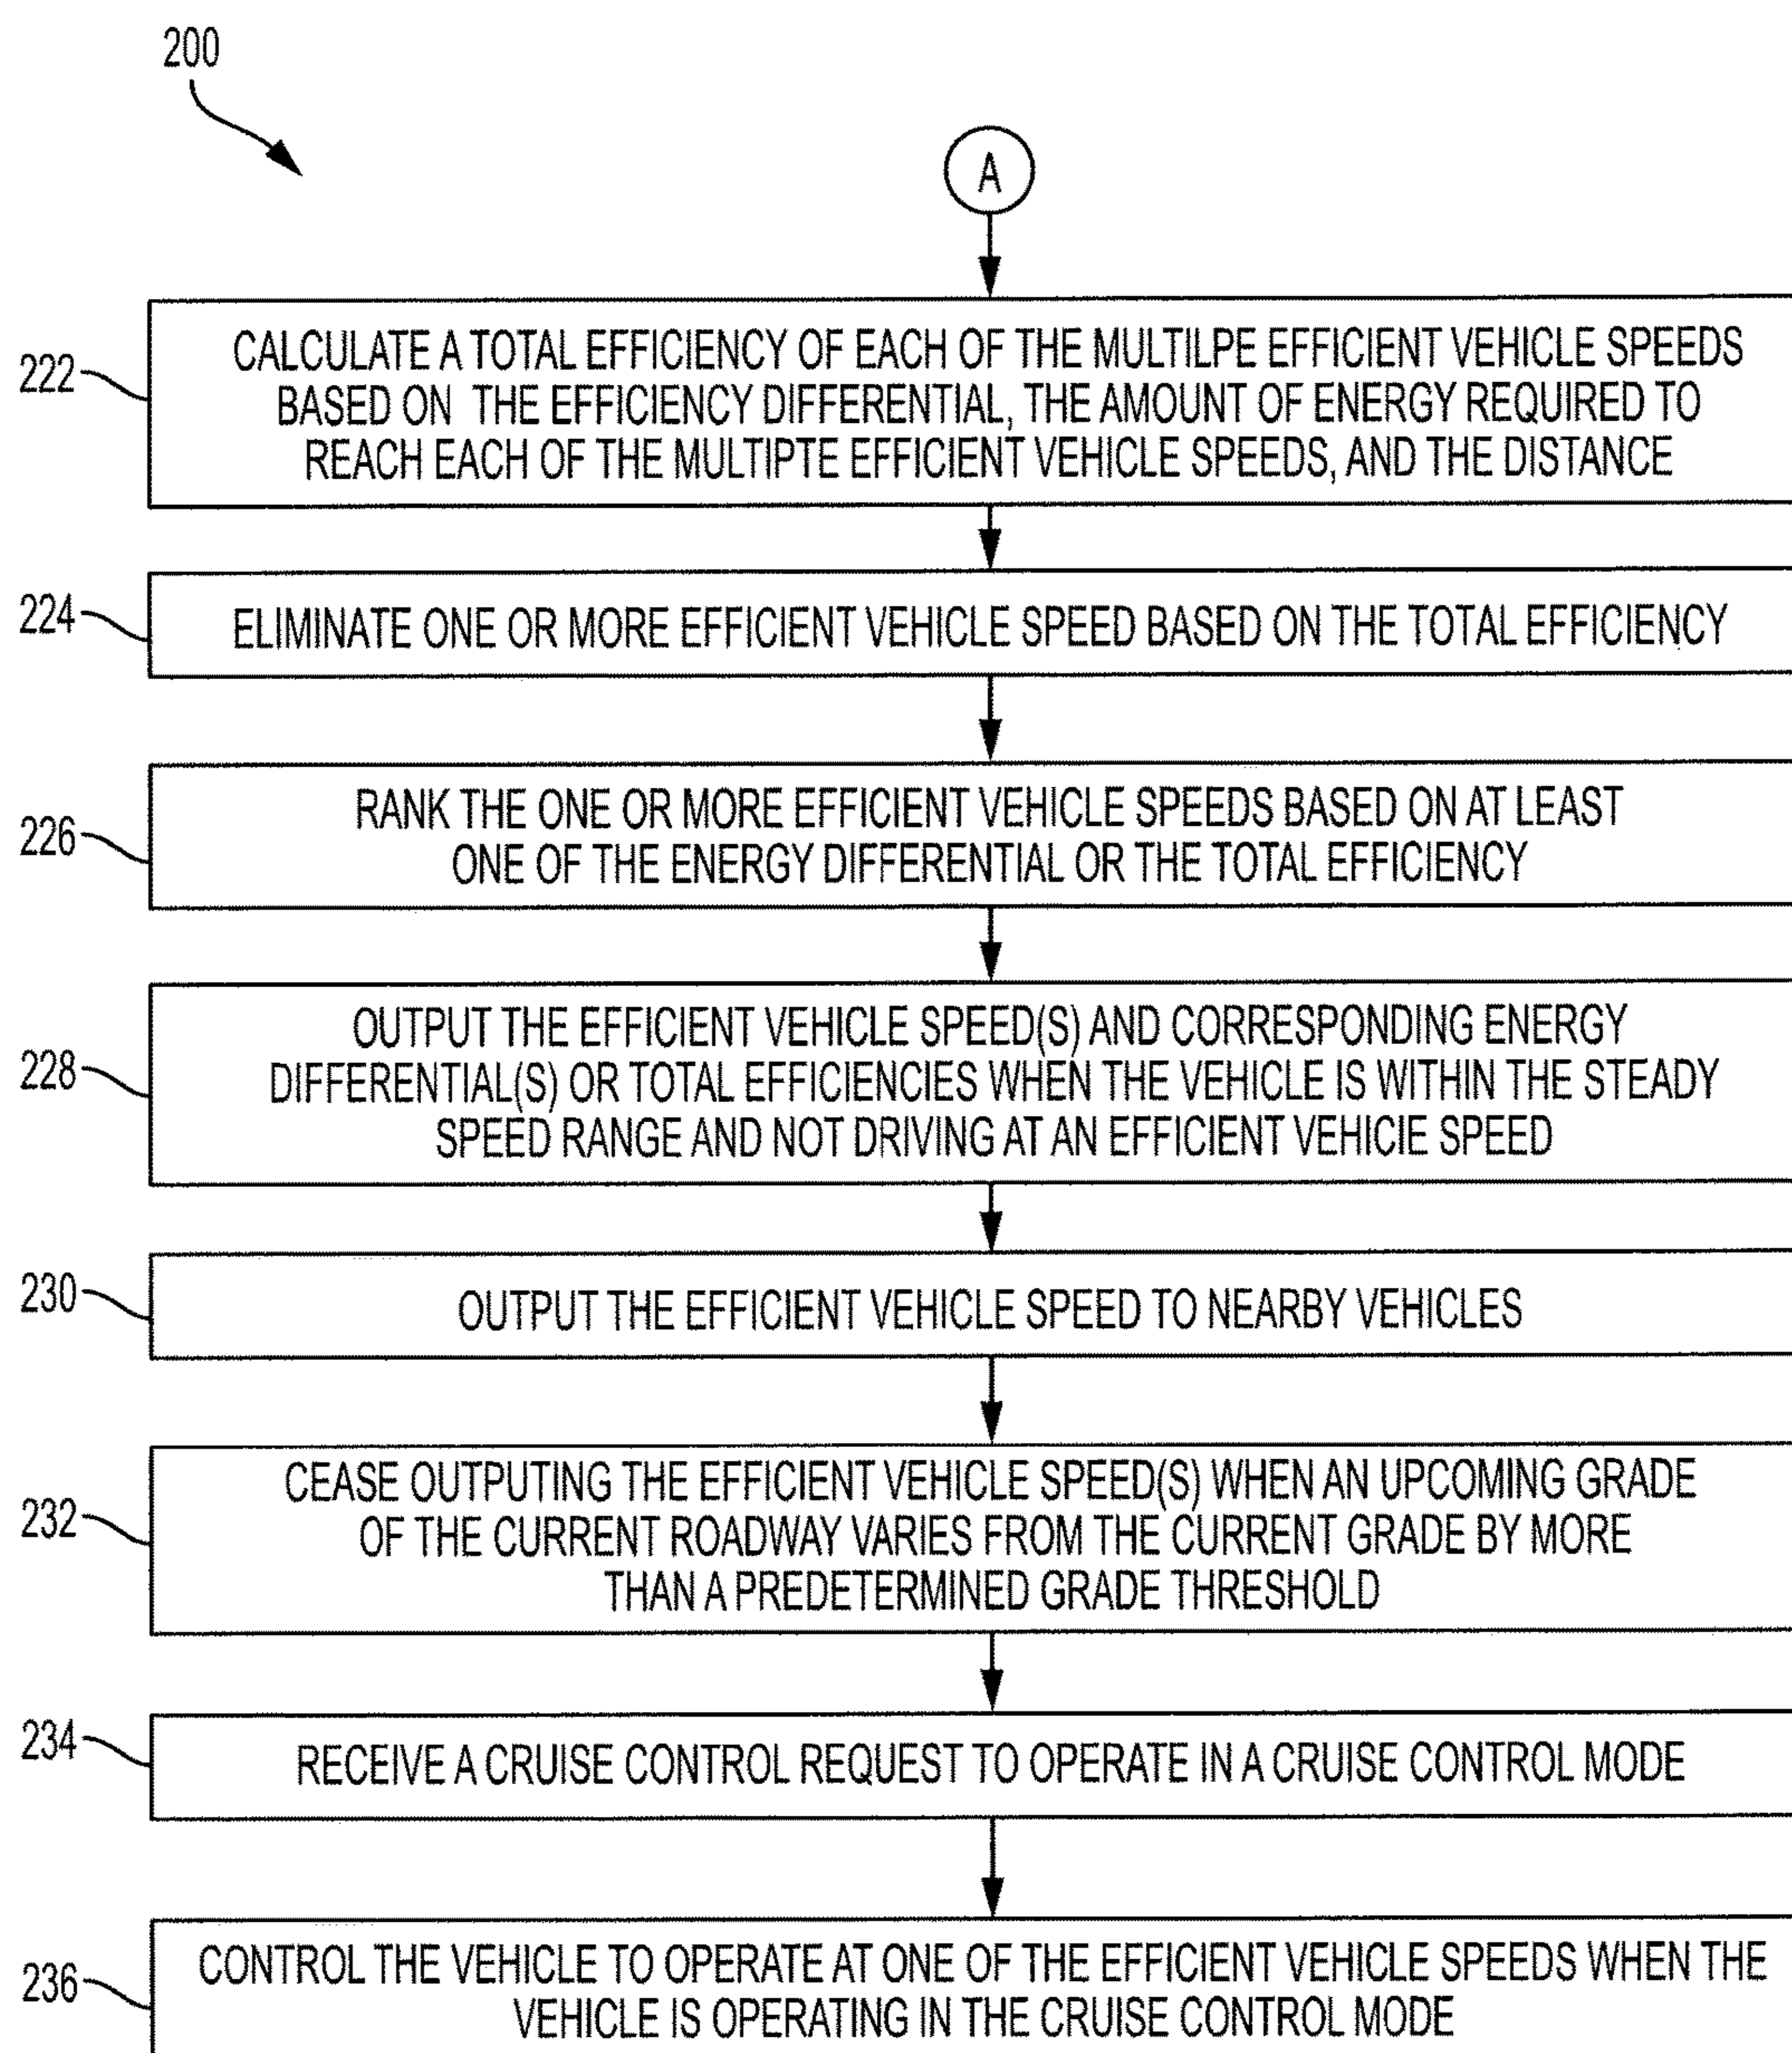 200
A
222
CALCULATE A TOTAL EFFICIENCY OF EACH OF THE MULTILPE EFFICIENT VEHICLE SPEEDS
BASED ON THE EFFICIENCY DIFFERENTIAL, THE AMOUNT OF ENERGY REQUIRED TO
REACH EACH OF THE MULTIPTE EFFICIENT VEHICLE SPEEDS, AND THE DISTANCE
224
ELIMINATE ONE OR MORE EFFICIENT VEHICLE SPEED BASED ON THE TOTAL EFFICIENCY
226
RANK THE ONE OR MORE EFFICIENT VEHICLE SPEEDS BASED ON AT LEAST
ONE OF THE ENERGY DIFFERENTIAL OR THE TOTAL EFFICIENCY
228
OUTPUT THE EFFICIENT VEHICLE SPEED(S) AND CORRESPONDING ENERGY
DIFFERENTIAL(S) OR TOTAL EFFICIENCIES WHEN THE VEHICLE IS WITHIN THE STEADY
SPEED RANGE AND NOT DRIVING AT AN EFFICIENT VEHICIE SPEED
230
OUTPUT THE EFFICIENT VEHICLE SPEED TO NEARBY VEHICLES
232
CEASE OUTPUTING THE EFFICIENT VEHICLE SPEED(S) WHEN AN UPCOMING GRADE
OF THE CURRENT ROADWAY VARIES FROM THE CURRENT GRADE BY MORE
THAN A PREDETERMINED GRADE THRESHOLD
234
RECEIVE A CRUISE CONTROL REQUEST TO OPERATE IN A CRUISE CONTROL MODE
236
CONTROL THE VEHICLE TO OPERATE AT ONE OF THE EFFICIENT VEHICLE SPEEDS WHEN THE
VEHICLE IS OPERATING IN THE CRUISE CONTROL MODE